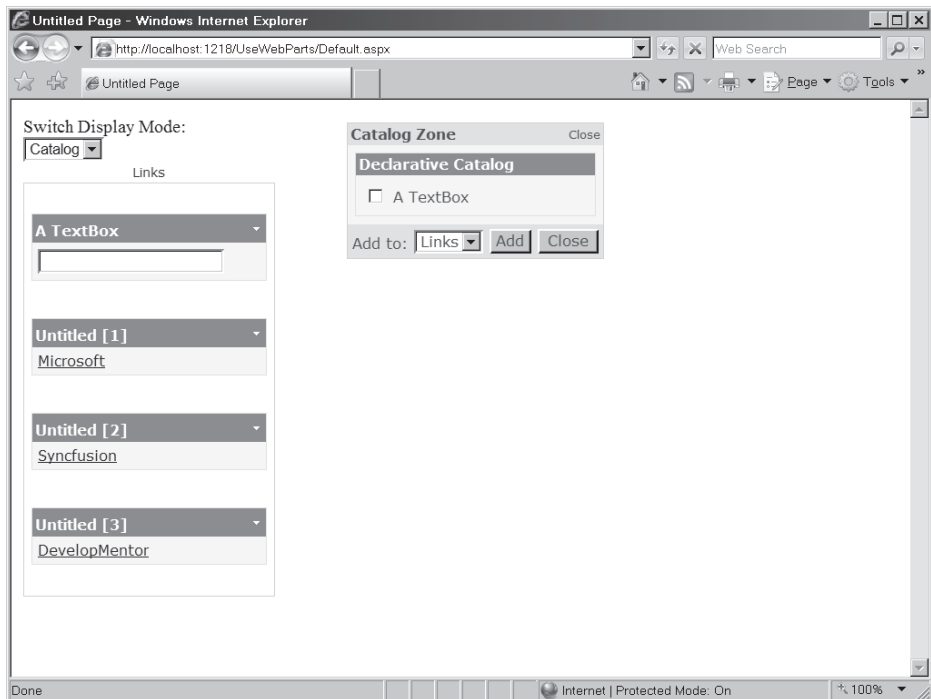 Untitled Page - Windows Internet Explorer
http://localhost:1218/UseWebParts/Default.aspx
Web Search
Untitled Page
Page
Tools
»
Switch Display Mode:
Catalog
Links
A TextBox
Untitled [1]
Microsoft
Untitled [2]
Syncfusion
Untitled [3]
DevelopMentor
Catalog Zone
Close
Declarative Catalog
A TextBox
Add to: Links Add Close
Done
Internet | Protected Mode: On
100%